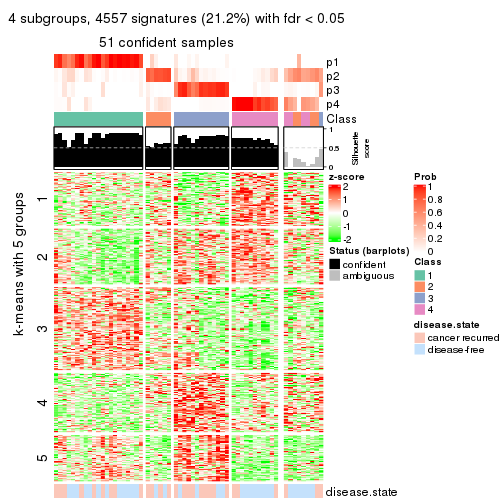 4 subgroups, 4557 signatures (21.2%) with fdr < 0.05
51 confident samples
p1
p2
p3
p4
Class
1
0.5
0
Silhouette
score
k-means with 5 groups
1
2
3
4
5
z-score
2
1
0
-1
-2
Status (barplots)
confident
ambiguous
Prob
1
0.8
0.6
0.4
0.2
0
Class
1
2
3
4
disease.state
cancer recurred
disease-free
disease.state